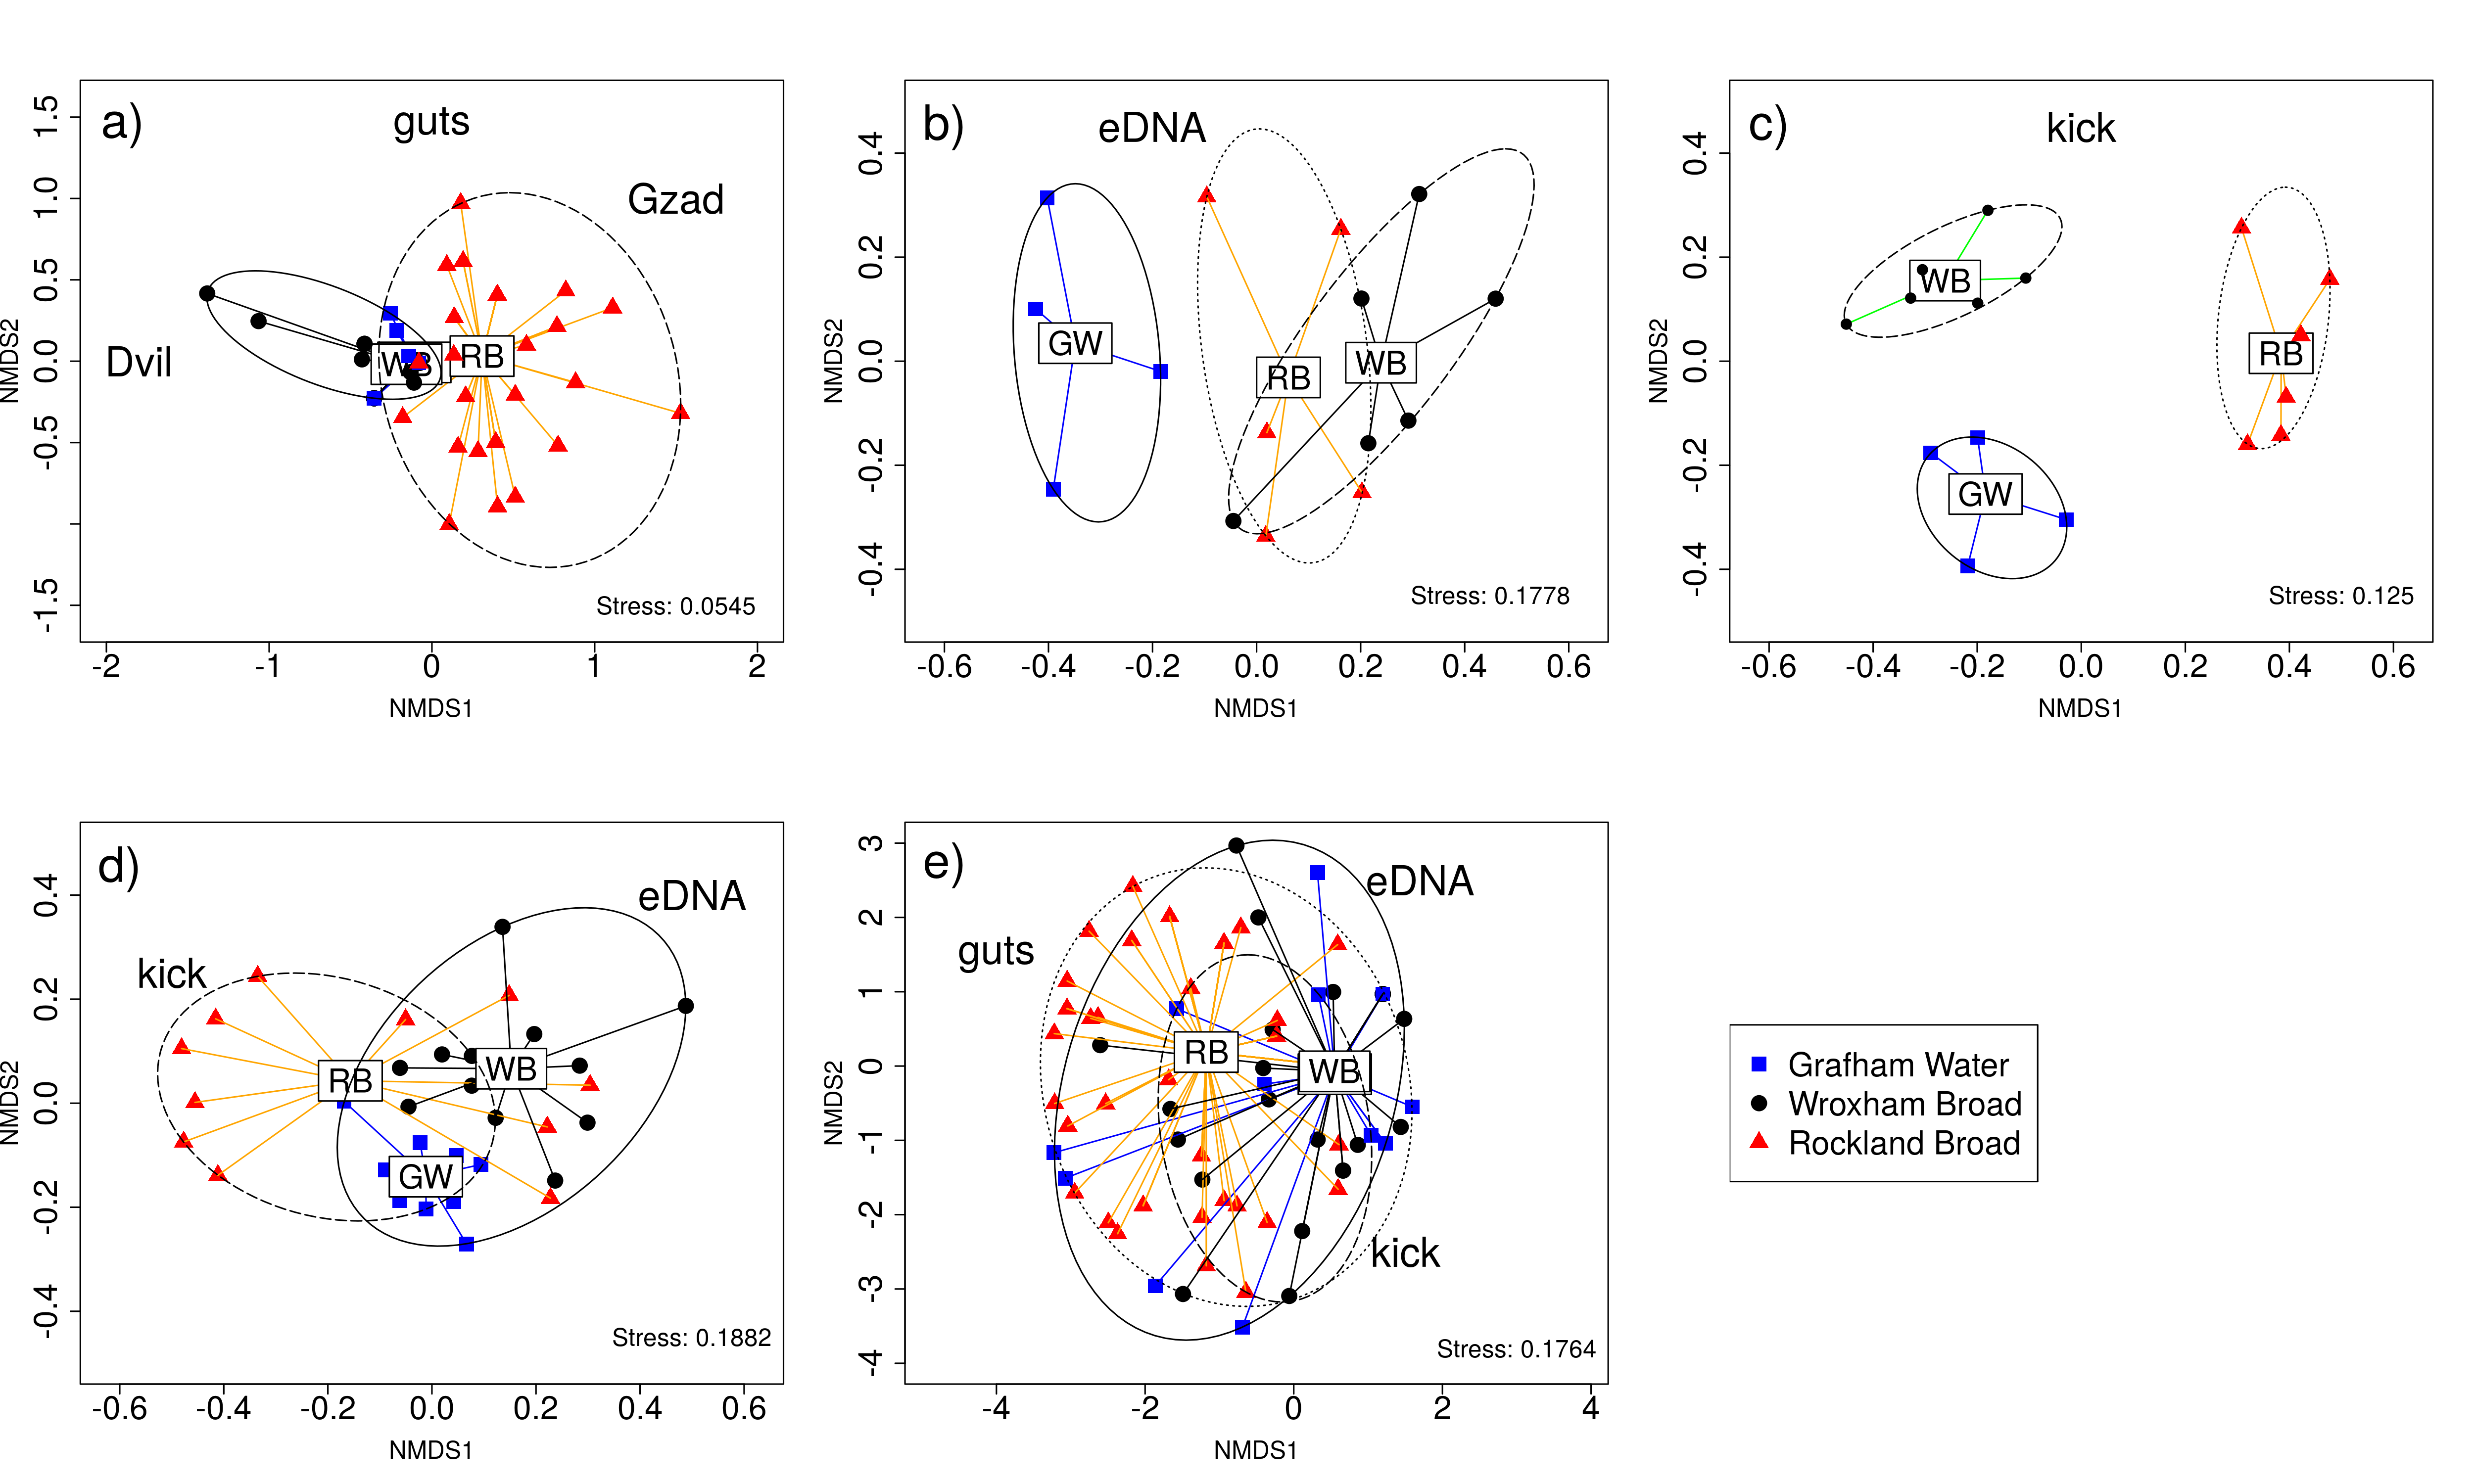 a)
guts
Gzad
Dvil
WB
RB
Stress: 0.0545
1.5
1.0
0.5
0.0
-0.5
-1.5
NMDS2
-2 -1 0 1 2
NMDS1
b)
eDNA
GW
RB
WB
Stress: 0.1778
0.4
0.2
0.0
-0.2
-0.4
NMDS2
-0.6 -0.4 -0.2 0.0 0.2 0.4 0.6
NMDS1
c)
kick
WB
RB
GW
Stress: 0.125
0.4
0.2
0.0
-0.2
-0.4
NMDS2
-0.6 -0.4 -0.2 0.0 0.2 0.4 0.6
NMDS1
d)
eDNA
kick
RB
WB
GW
Stress: 0.1882
0.4
0.2
0.0
-0.2
-0.4
NMDS2
-0.6 -0.4 -0.2 0.0 0.2 0.4 0.6
NMDS1
e)
eDNA
guts
RB
WB
kick
Stress: 0.1764
3
2
1
0
-1
-2
-3
-4
NMDS2
-4 -2 0 2 4
NMDS1
Grafham Water
Wroxham Broad
Rockland Broad